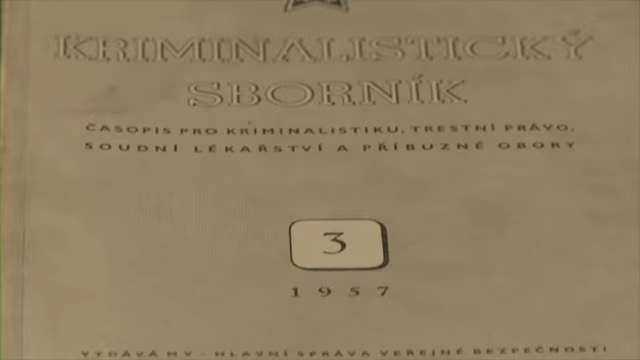 KRIMINALISTICKÝ
SBORNÍK
ČASOPIS PRO KRIMINALISTIKU, TRESTNÍ PRÁVO,
SOUDNÍ LÉKAŘSTVÍ A PŘÍBUZNÉ OBORY
3
1957
VYDÁVÁ MV - HLAVNÍ SPRÁVA VEŘEJNÉ BEZPEČNOSTI